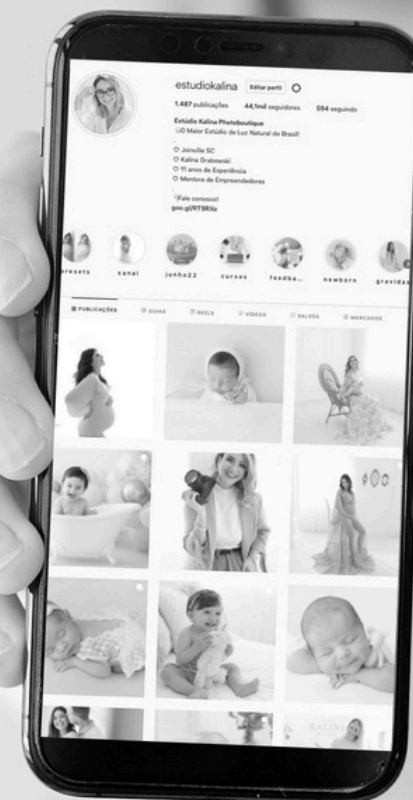 estudiokalina Editar perfil
1.487 publicações 44,1mil seguidores 594 seguindo
Estúdio Kalina Photoboutique
O Maior Estúdio de Luz Natural do Brasil!
.
Joinville SC
Kalina Grabowski
11 anos de Experiência
Mentora de Empreendedores
.
Fale conosco!
goo.gl/RT9RXa
presets canal junho22 cursos feedba... newborn gravidas
PUBLICAÇÕES GUIAS REELS VÍDEOS SALVOS MARCADOS
KALINA